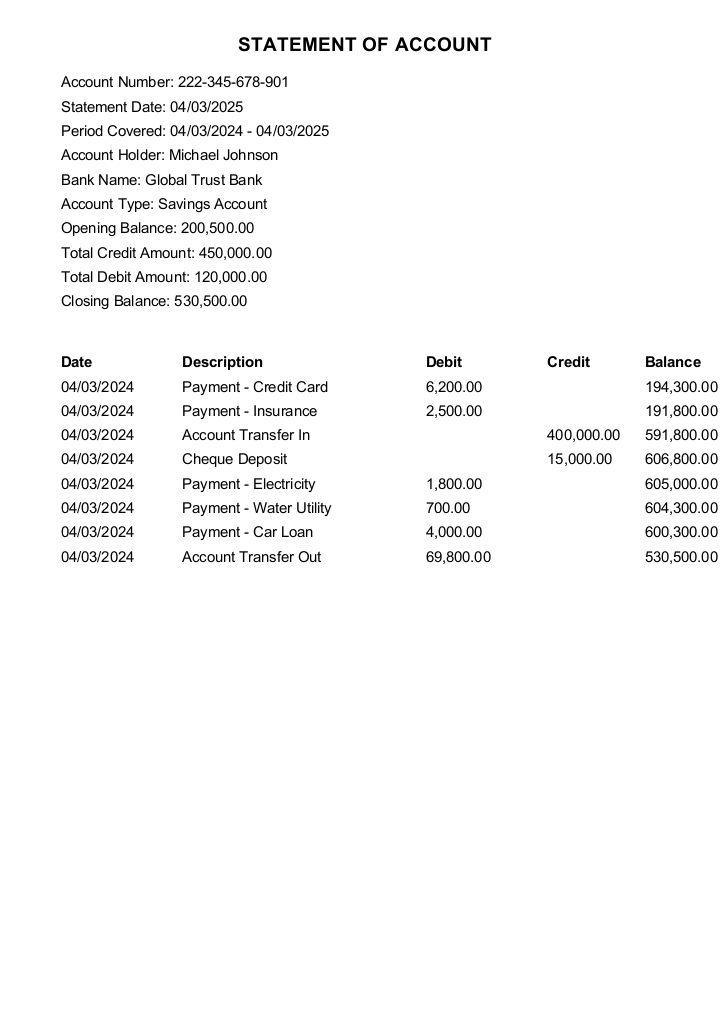 STATEMENT OF ACCOUNT
Account Number: 222-345-678-901
Statement Date: 04/03/2025
Period Covered: 04/03/2024 - 04/03/2025
Account Holder: Michael Johnson
Bank Name: Global Trust Bank
Account Type: Savings Account
Opening Balance: 200,500.00
Total Credit Amount: 450,000.00
Total Debit Amount: 120,000.00
Closing Balance: 530,500.00
Date Description Debit Credit Balance
04/03/2024 Payment - Credit Card 6,200.00 194,300.00
04/03/2024 Payment - Insurance 2,500.00 191,800.00
04/03/2024 Account Transfer In 400,000.00 591,800.00
04/03/2024 Cheque Deposit 15,000.00 606,800.00
04/03/2024 Payment - Electricity 1,800.00 605,000.00
04/03/2024 Payment - Water Utility 700.00 604,300.00
04/03/2024 Payment - Car Loan 4,000.00 600,300.00
04/03/2024 Account Transfer Out 69,800.00 530,500.00